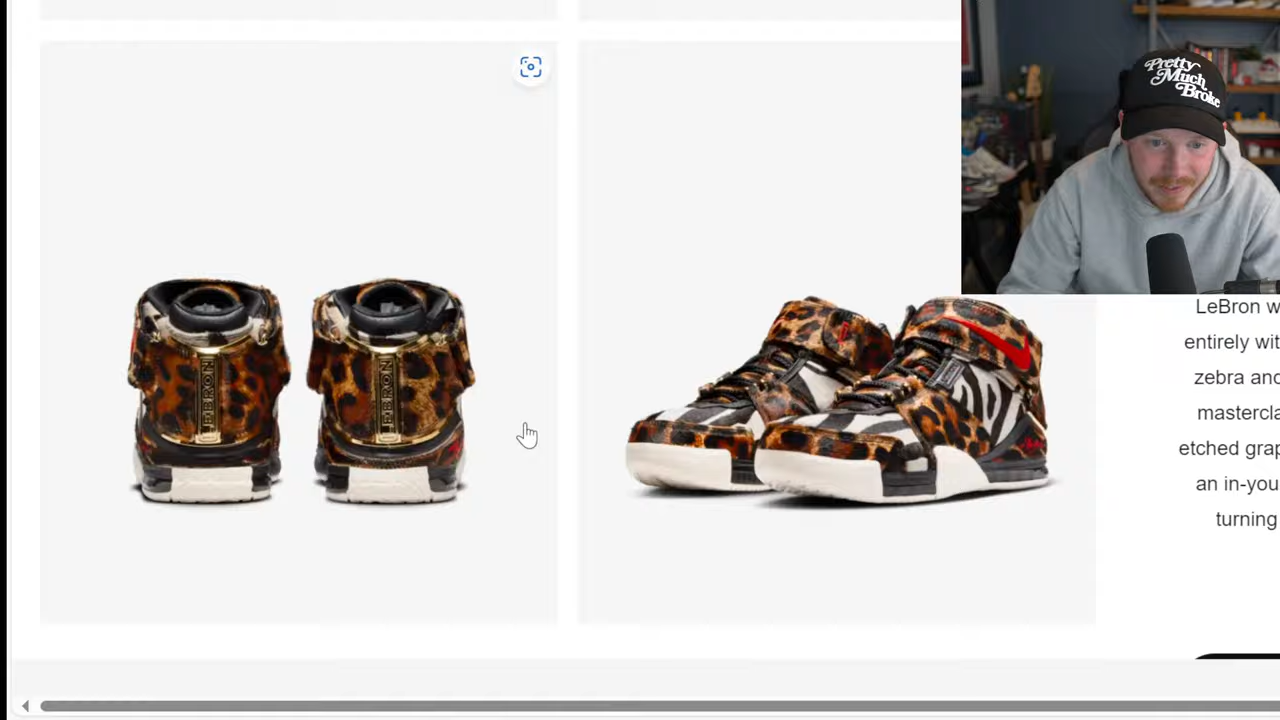 Pretty
Much
Broke
LEBRON
LEBRON
LeBron w
entirely wit
zebra and
mastercla
etched grap
an in-you
turning